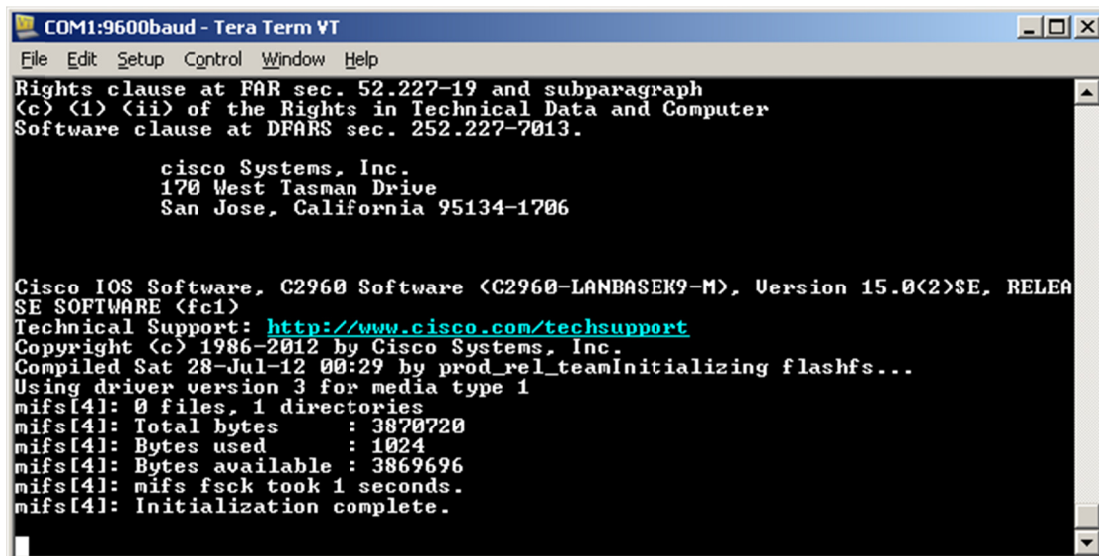 COM1:9600baud - Tera Term VT
File Edit Setup Control Window Help
Rights clause at FAR sec. 52.227-19 and subparagraph
(c) (1) (ii) of the Rights in Technical Data and Computer
Software clause at DFARS sec. 252.227-7013.
cisco Systems, Inc.
170 West Tasman Drive
San Jose, California 95134-1706
Cisco IOS Software, C2960 Software (C2960-LANBASEK9-M), Version 15.0(2)SE, RELEA
SE SOFTWARE (fc1)
Technical Support: http://www.cisco.com/techsupport
Copyright (c) 1986-2012 by Cisco Systems, Inc.
Compiled Sat 28-Jul-12 00:29 by prod_rel_teamInitializing flashfs...
Using driver version 3 for media type 1
mifs[4]: 0 files, 1 directories
mifs[4]: Total bytes     : 3870720
mifs[4]: Bytes used      : 1024
mifs[4]: Bytes available : 3869696
mifs[4]: mifs fsck took 1 seconds.
mifs[4]: Initialization complete.